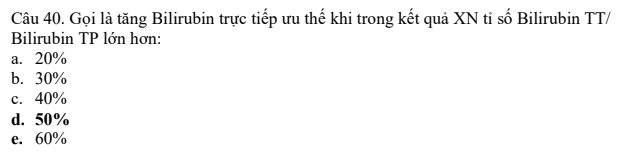 Câu 40. Gọi là tăng Bilirubin trực tiếp ưu thế khi trong kết quả XN tỉ số Bilirubin TT/
Bilirubin TP lớn hơn:
a. 20%
b. 30%
c. 40%
d. 50%
e. 60%